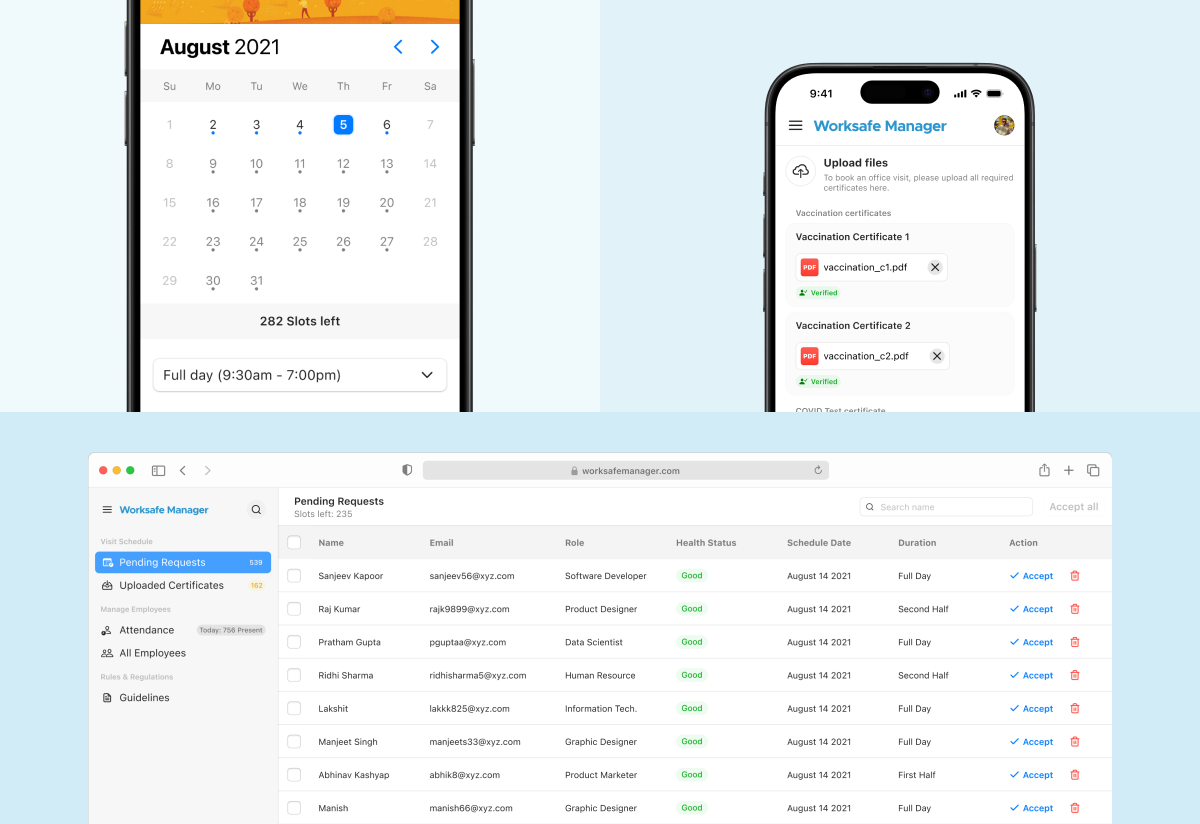 August 2021
Su Mo Tu We Th Fr Sa
1 2 3 4 5 6 7
8 9 10 11 12 13 14
15 16 17 18 19 20 21
22 23 24 25 26 27 28
29 30 31
282 Slots left
Full day (9:30am - 7:00pm)
9:41
Worksafe Manager
Upload files
To book an office visit, please upload all required
certificates here.
Vaccination certificates
Vaccination Certificate 1
PDF vaccination_c1.pdf
Verified
Vaccination Certificate 2
PDF vaccination_c2.pdf
Verified
COVID Test certificate
worksafemanager.com
Worksafe Manager
Visit Schedule
Pending Requests 539
Uploaded Certificates 162
Manage Employees
Attendance Today: 756 Present
All Employees
Rules & Regulations
Guidelines
Pending Requests
Slots left: 235
Search name
Accept all
Name Email Role Health Status Schedule Date Duration Action
Sanjeev Kapoor sanjeev56@xyz.com Software Developer Good August 14 2021 Full Day Accept
Raj Kumar rajk9899@xyz.com Product Designer Good August 14 2021 Second Half Accept
Pratham Gupta pguptaa@xyz.com Data Scientist Good August 14 2021 Full Day Accept
Ridhi Sharma ridhisharma5@xyz.com Human Resource Good August 14 2021 Second Half Accept
Lakshit lakkk825@xyz.com Information Tech. Good August 14 2021 Full Day Accept
Manjeet Singh manjeets33@xyz.com Graphic Designer Good August 14 2021 Full Day Accept
Abhinav Kashyap abhik8@xyz.com Product Marketer Good August 14 2021 First Half Accept
Manish manish66@xyz.com Graphic Designer Good August 14 2021 Full Day Accept